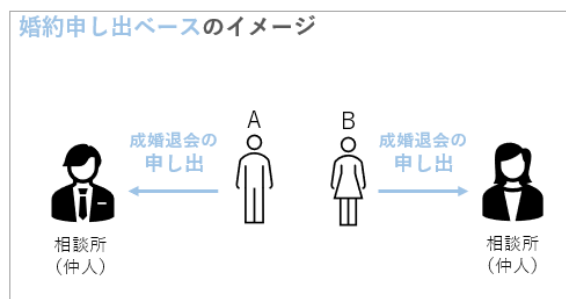 婚約申し出ベースのイメージ
A
B
成婚退会の
申し出
成婚退会の
申し出
相談所
(仲人)
相談所
(仲人)